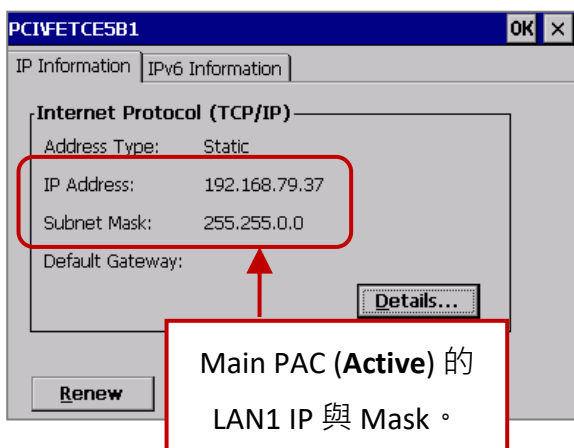 PCI\FETCE5B1 OK ×
IP Information IPv6 Information
Internet Protocol (TCP/IP)
Address Type: Static
IP Address: 192.168.79.37
Subnet Mask: 255.255.0.0
Default Gateway:
Details...
Main PAC (Active) 的
LAN1 IP 與 Mask。
Renew